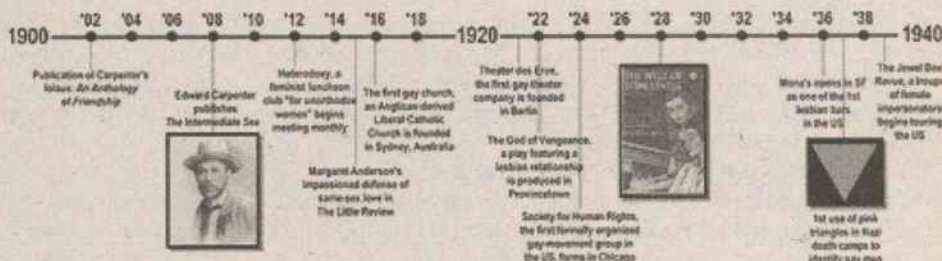 '02 '04 '06 '08 '10 '12 '14 '16 '18 '22 '24 '26 '28 '30 '32 '34 '36 '38
1900 1920 1940
Publication of Carpenter's
Iolaus: An Anthology
of Friendship
Edward Carpenter
publishes
The Intermediate Sex
Heterodoxy, a
feminist luncheon
club "for unorthodox
women" begins
meeting monthly
Margaret Anderson's
impassioned defense of
same-sex love in
The Little Review
The first gay church,
an Anglican-derived
Liberal Catholic
Church is founded
in Sydney, Australia
Theater des Eros,
the first gay theater
company is founded
in Berlin
The God of Vengeance,
a play featuring a
lesbian relationship
is produced in
Provincetown
Society for Human Rights,
the first formally organized
gay movement group in
the US, forms in Chicago
THE WELL OF
LONELINESS
Mona's opens in SF
as one of the 1st
lesbian bars
in the US
1st use of pink
triangles in Nazi
death camps to
identify gay men
The Jewel Box
Revue, a troupe
of female
impersonators
begins touring
the US